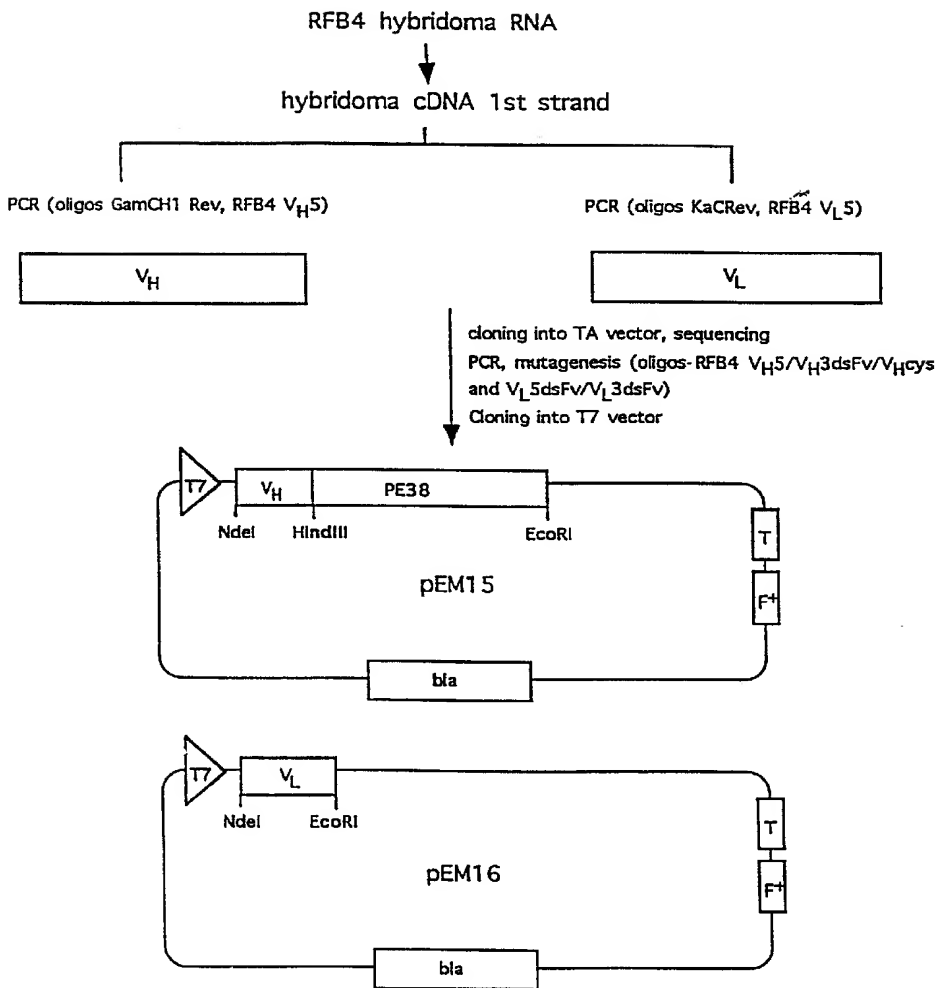 RFB4 hybridoma RNA
hybridoma cDNA 1st strand
PCR (oligos GamCH1 Rev, RFB4 VH5)
PCR (oligos KaCRev, RFB4 VL5)
VH
VL
cloning into TA vector, sequencing
PCR, mutagenesis (oligos-RFB4 VH5/VH3dsFv/VHcys
and VL5dsFv/VL3dsFv)
Cloning into T7 vector
T7
VH
PE38
NdeI
HindIII
EcoRI
T
F+
pEM15
bla
T7
VL
NdeI
EcoRI
T
F+
pEM16
bla